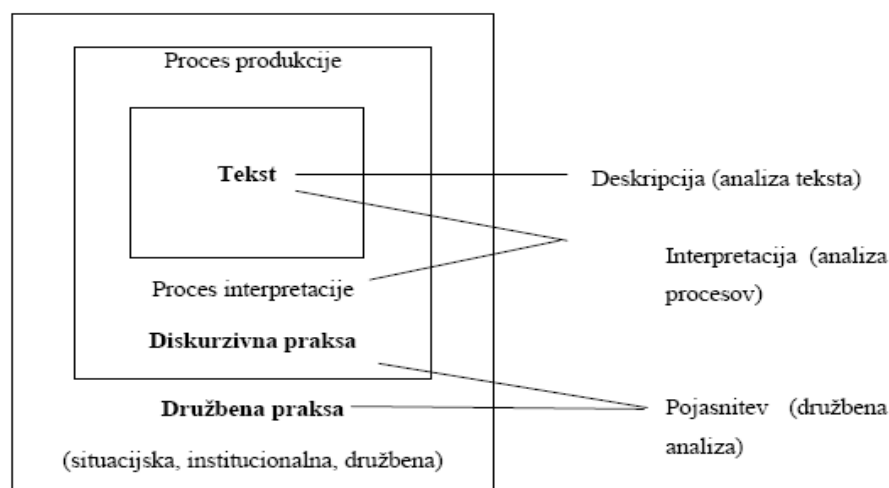 Proces produkcije
Tekst
Deskripcija (analiza teksta)
Interpretacija (analiza
procesov)
Proces interpretacije
Diskurzivna praksa
Družbena praksa
Pojasnitev (družbena
analiza)
(situacijska, institucionalna, družbena)